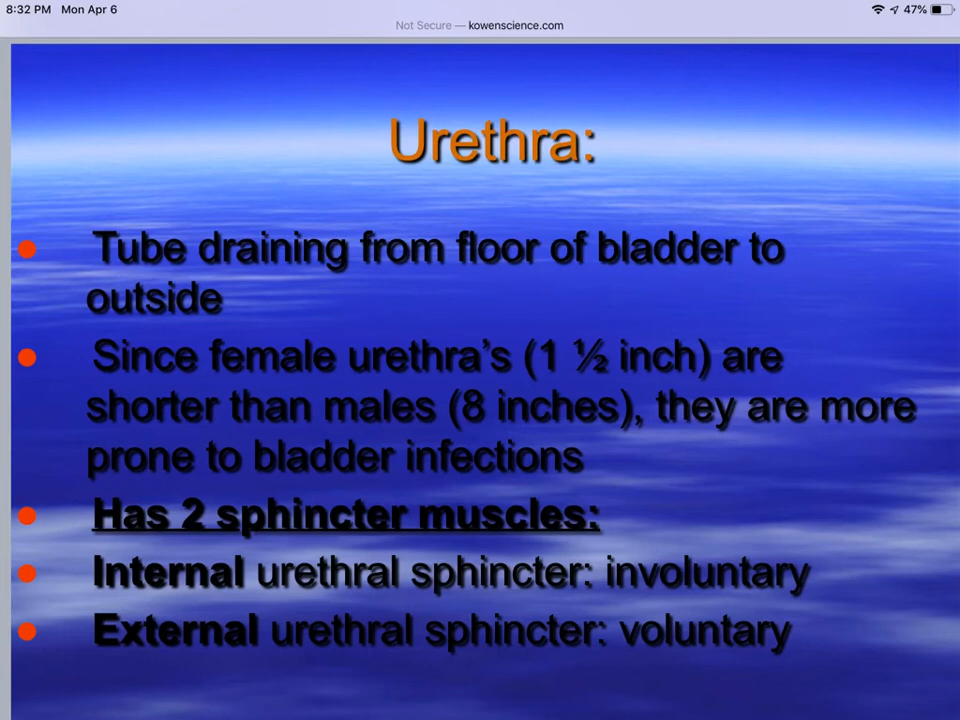 8:32 PM Mon Apr 6
47%
Not Secure — kowenscience.com
Urethra:
● Tube draining from floor of bladder to
outside
● Since female urethra’s (1 ½ inch) are
shorter than males (8 inches), they are more
prone to bladder infections
● Has 2 sphincter muscles:
● Internal urethral sphincter: involuntary
● External urethral sphincter: voluntary